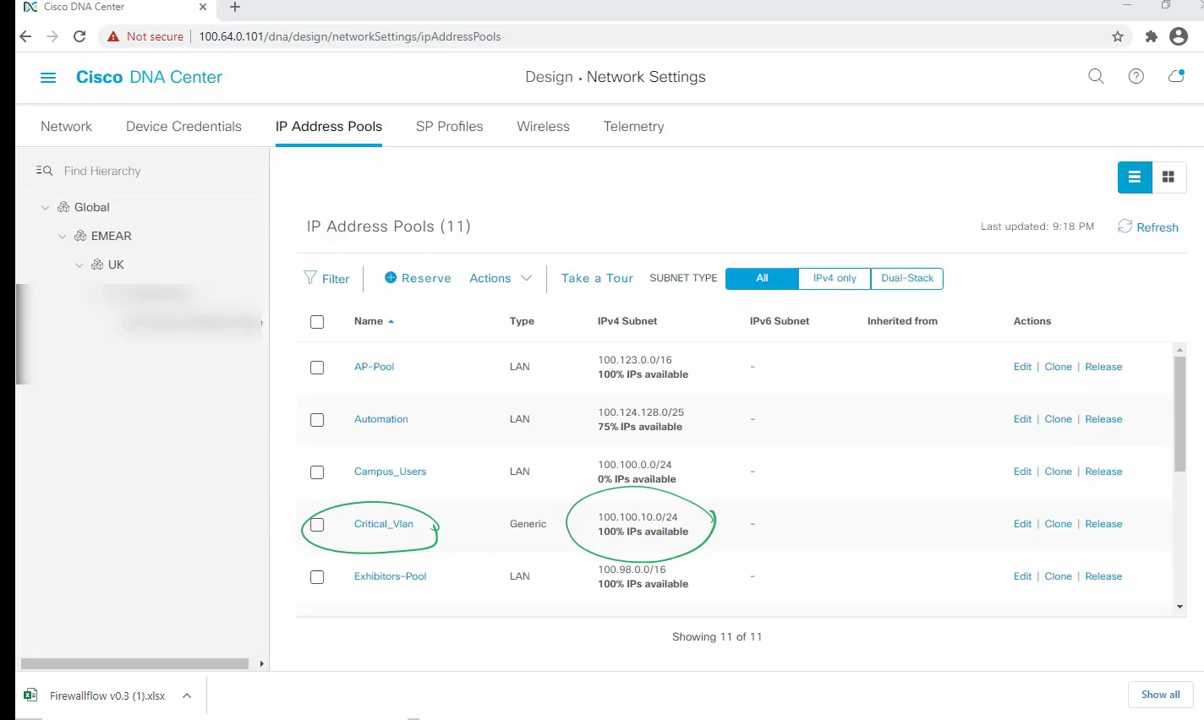 Cisco DNA Center
Not secure | 100.64.0.101/dna/design/networkSettings/ipAddressPools
Cisco DNA Center
Design • Network Settings
Network Device Credentials IP Address Pools SP Profiles Wireless Telemetry
Find Hierarchy
Global
EMEAR
UK
IP Address Pools (11)
Last updated: 9:18 PM Refresh
Filter Reserve Actions Take a Tour SUBNET TYPE All IPv4 only Dual-Stack
Name Type IPv4 Subnet IPv6 Subnet Inherited from Actions
AP-Pool LAN 100.123.0.0/16 - Edit | Clone | Release
100% IPs available
Automation LAN 100.124.128.0/25 - Edit | Clone | Release
75% IPs available
Campus_Users LAN 100.100.0.0/24 - Edit | Clone | Release
0% IPs available
Critical_Vlan Generic 100.100.10.0/24 - Edit | Clone | Release
100% IPs available
Exhibitors-Pool LAN 100.98.0.0/16 - Edit | Clone | Release
100% IPs available
Showing 11 of 11
Firewallflow v0.3 (1).xlsx
Show all